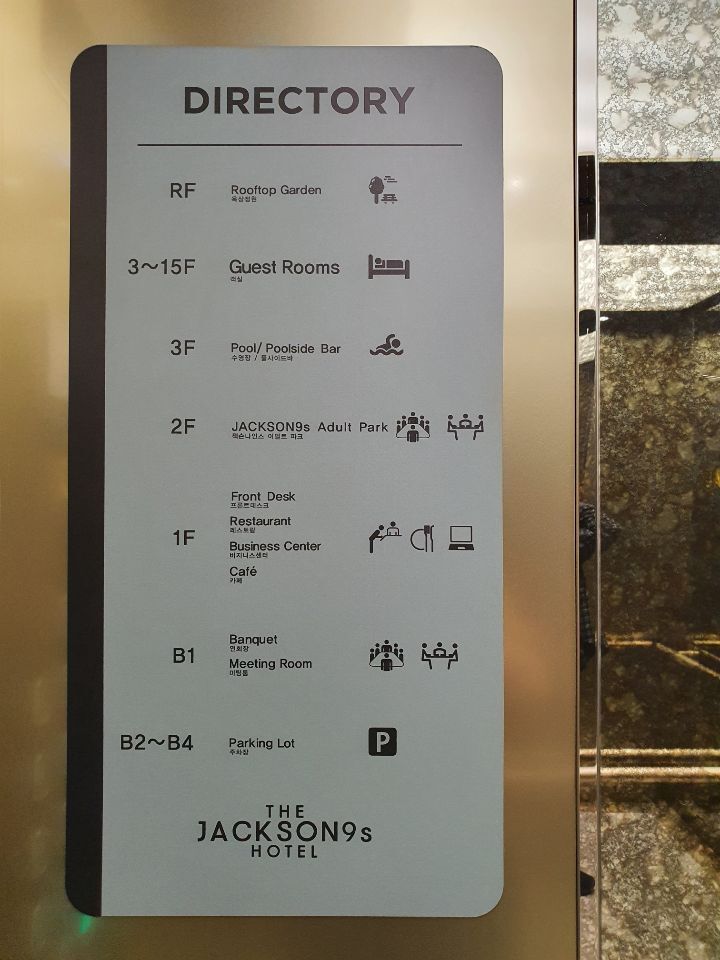 DIRECTORY
RF Rooftop Garden
옥상정원
3~15F Guest Rooms
객실
3F Pool/ Poolside Bar
수영장 / 풀사이드바
2F JACKSON9s Adult Park
잭슨나인스 어덜트 파크
Front Desk
프론트데스크
Restaurant
레스토랑
1F
Business Center
비지니스센터
Café
카페
Banquet
연회장
B1
Meeting Room
미팅룸
B2~B4 Parking Lot
주차장
P
THE
JACKSON9s
HOTEL